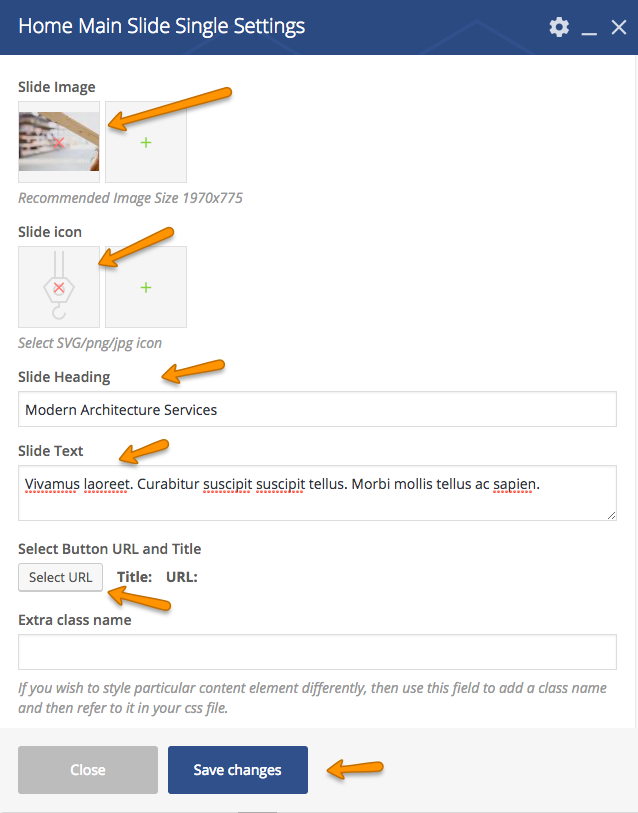 Home Main Slide Single Settings
Slide Image
Recommended Image Size 1970x775
Slide icon
Select SVG/png/jpg icon
Slide Heading
Modern Architecture Services
Slide Text
Vivamus laoreet. Curabitur suscipit suscipit tellus. Morbi mollis tellus ac sapien.
Select Button URL and Title
Select URL Title: URL:
Extra class name
If you wish to style particular content element differently, then use this field to add a class name
and then refer to it in your css file.
Close Save changes